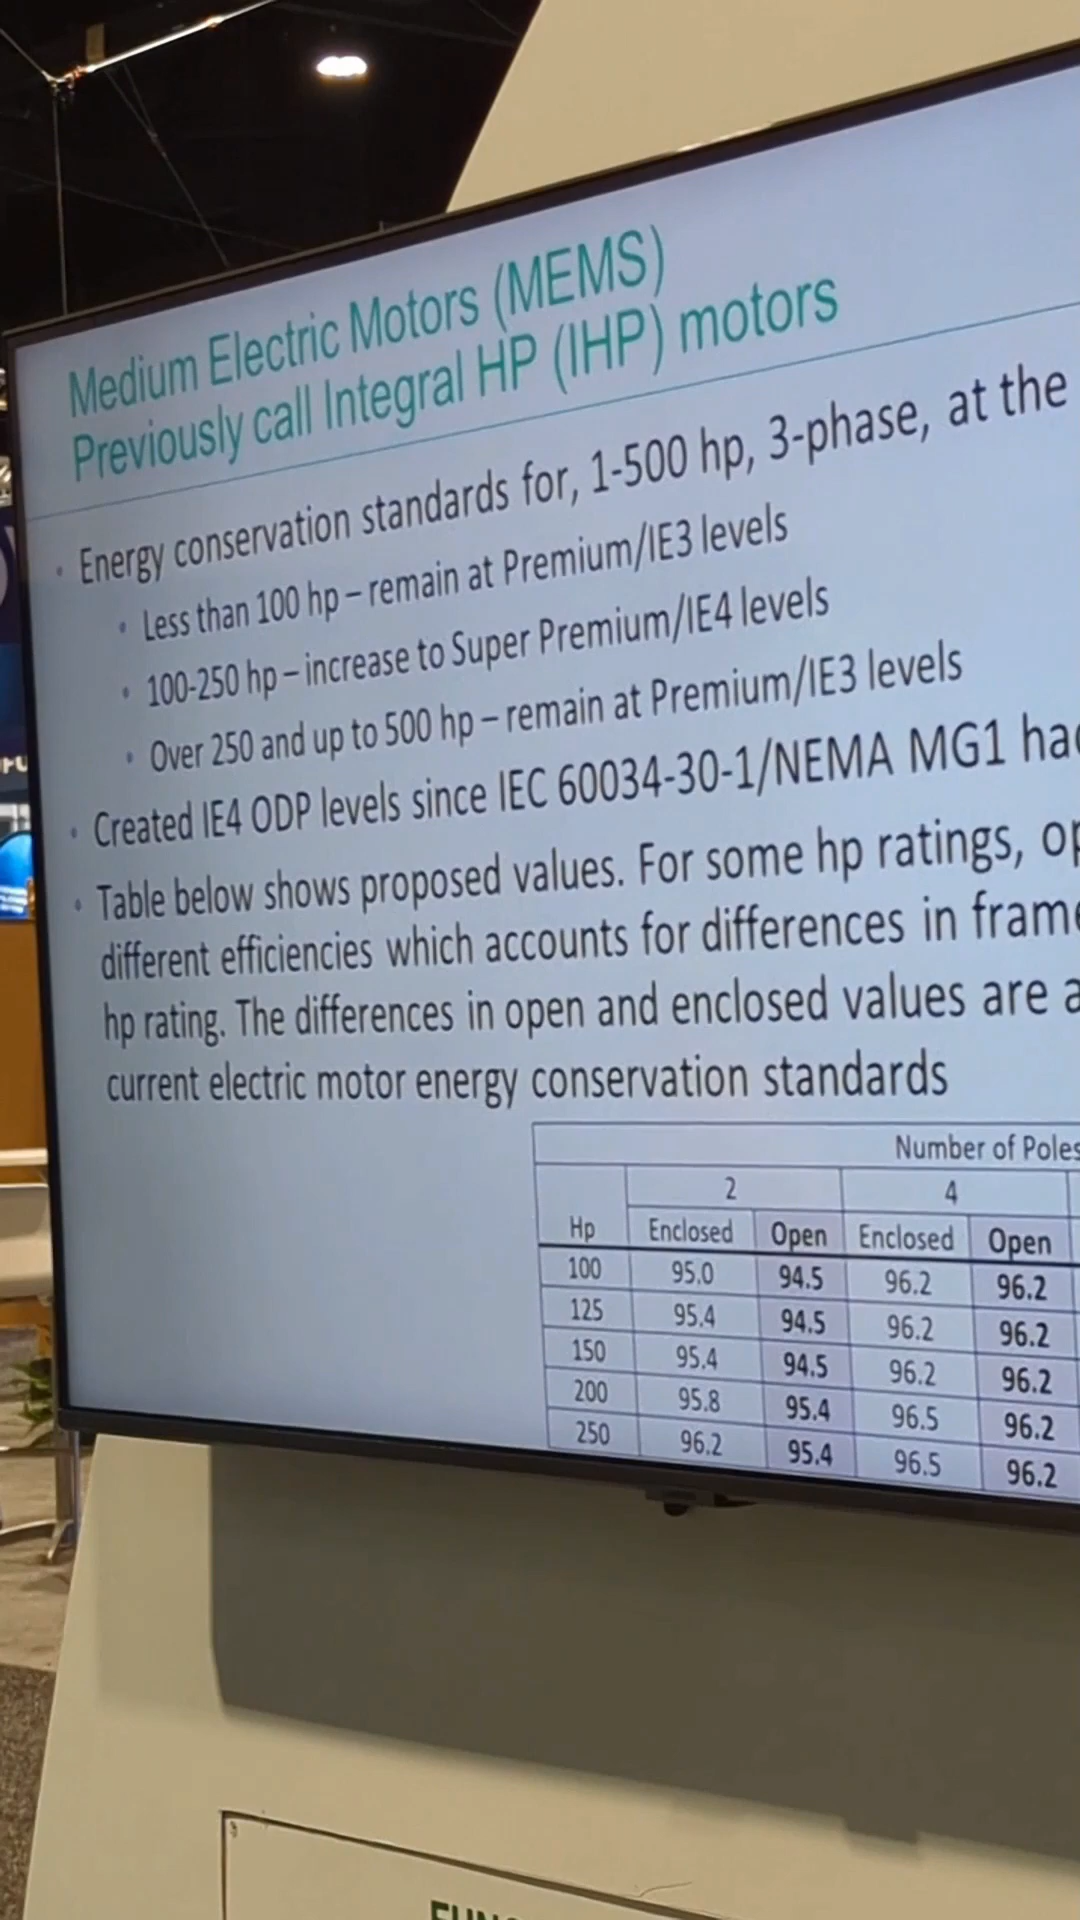 Medium Electric Motors (MEMS)
Previously call Integral HP (IHP) motors
• Energy conservation standards for, 1-500 hp, 3-phase, at the
• Less than 100 hp – remain at Premium/IE3 levels
• 100-250 hp – increase to Super Premium/IE4 levels
• Over 250 and up to 500 hp – remain at Premium/IE3 levels
• Created IE4 ODP levels since IEC 60034-30-1/NEMA MG1
• Table below shows proposed values. For some hp ratings,
different efficiencies which accounts for differences in
hp rating. The differences in open and enclosed values are
current electric motor energy conservation standards
Number of Poles
2 4
Hp Enclosed Open Enclosed Open
100 95.0 94.5 96.2 96.2
125 95.4 94.5 96.2 96.2
150 95.4 94.5 96.2 96.2
200 95.8 95.4 96.5 96.2
250 96.2 95.4 96.5 96.2